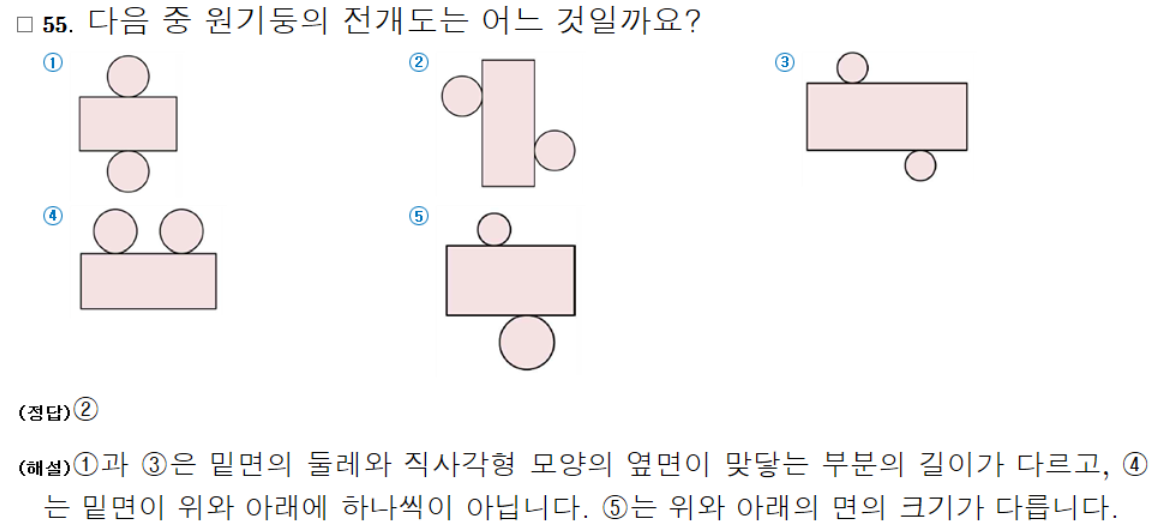 □ 55. 다음 중 원기둥의 전개도는 어느 것일까요?
① ② ③
④ ⑤
(정답)②
(해설)①과 ③은 밑면의 둘레와 직사각형 모양의 옆면이 맞닿는 부분의 길이가 다르고, ④
는 밑면이 위와 아래에 하나씩이 아닙니다. ⑤는 위와 아래의 면의 크기가 다릅니다.